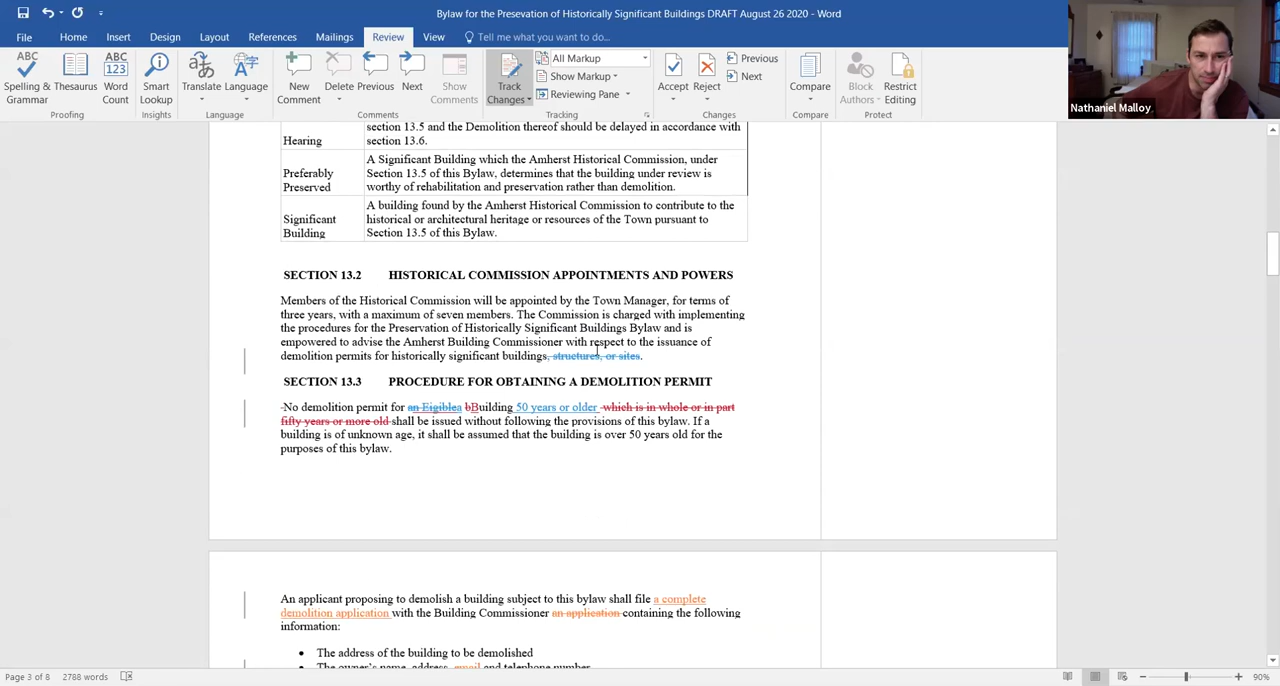 Bylaw for the Presevation of Historically Significant Buildings DRAFT August 26 2020 - Word
File Home Insert Design Layout References Mailings Review View Tell me what you want to do...
ABC Spelling & Grammar
Thesaurus
ABC 123 Word Count
Proofing
Smart Lookup
Insights
Translate
Language
Language
New Comment
Delete
Previous
Next
Show Comments
Comments
Track Changes
All Markup
Show Markup
Reviewing Pane
Tracking
Accept
Reject
Previous
Next
Changes
Compare
Compare
Block Authors
Restrict Editing
Protect
Nathaniel Malloy
section 13.5 and the Demolition thereof should be delayed in accordance with
Hearing section 13.6.
A Significant Building which the Amherst Historical Commission, under
Preferably Section 13.5 of this Bylaw, determines that the building under review is
Preserved worthy of rehabilitation and preservation rather than demolition.
A building found by the Amherst Historical Commission to contribute to the
Significant historical or architectural heritage or resources of the Town pursuant to
Building Section 13.5 of this Bylaw.
SECTION 13.2 HISTORICAL COMMISSION APPOINTMENTS AND POWERS
Members of the Historical Commission will be appointed by the Town Manager, for terms of
three years, with a maximum of seven members. The Commission is charged with implementing
the procedures for the Preservation of Historically Significant Buildings Bylaw and is
empowered to advise the Amherst Building Commissioner with respect to the issuance of
demolition permits for historically significant buildings, structures, or sites.
SECTION 13.3 PROCEDURE FOR OBTAINING A DEMOLITION PERMIT
No demolition permit for an Eigiblea bBuilding 50 years or older which is in whole or in part
fifty years or more old shall be issued without following the provisions of this bylaw. If a
building is of unknown age, it shall be assumed that the building is over 50 years old for the
purposes of this bylaw.
An applicant proposing to demolish a building subject to this bylaw shall file a complete
demolition application with the Building Commissioner an application containing the following
information:
• The address of the building to be demolished
• The owner's name, address, email and telephone number
Page 3 of 8 2788 words 90%